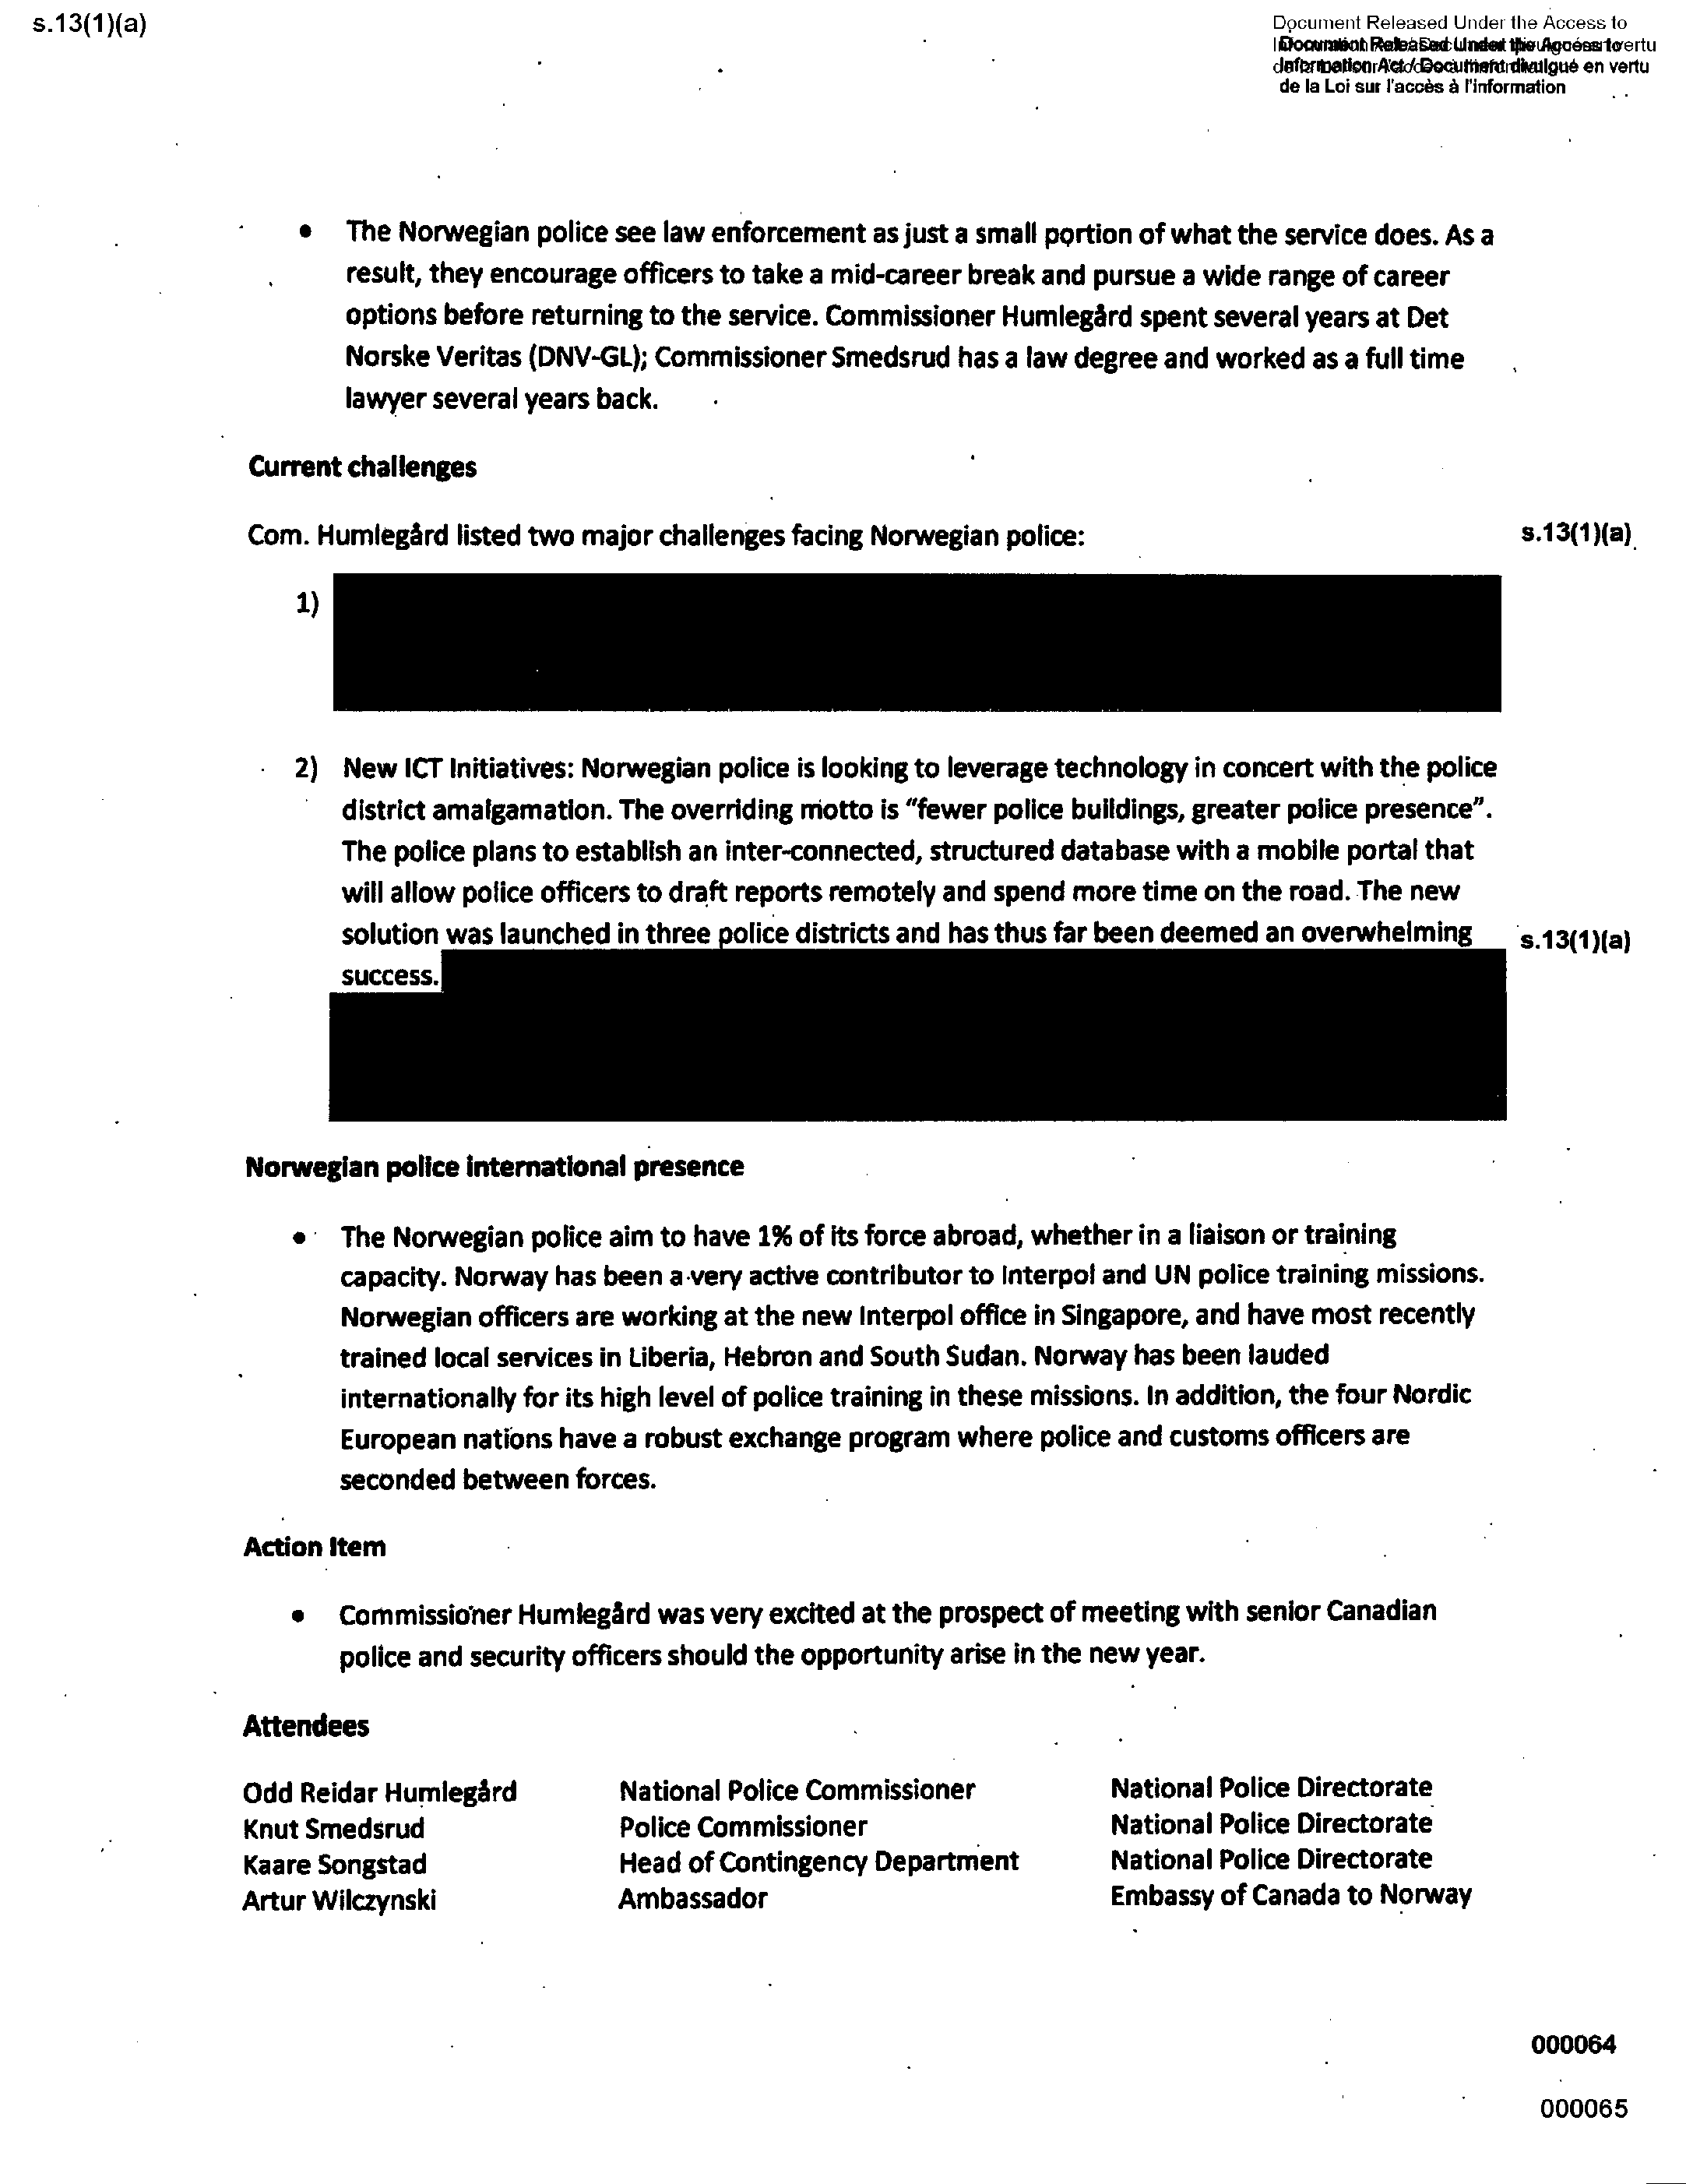 s.13(1)(a)
Document Released Under the Access to
Document Released Under the Access to
Information Act / Document divulgué en vertu
de la Loi sur l'accès à l'information
• The Norwegian police see law enforcement as just a small portion of what the service does. As a
result, they encourage officers to take a mid-career break and pursue a wide range of career
options before returning to the service. Commissioner Humlegård spent several years at Det
Norske Veritas (DNV-GL); Commissioner Smedsrud has a law degree and worked as a full time
lawyer several years back.
Current challenges
Com. Humlegård listed two major challenges facing Norwegian police:
s.13(1)(a)
1)
2) New ICT Initiatives: Norwegian police is looking to leverage technology in concert with the police
district amalgamation. The overriding motto is "fewer police buildings, greater police presence".
The police plans to establish an inter-connected, structured database with a mobile portal that
will allow police officers to draft reports remotely and spend more time on the road. The new
solution was launched in three police districts and has thus far been deemed an overwhelming
s.13(1)(a)
success.
Norwegian police international presence
• The Norwegian police aim to have 1% of its force abroad, whether in a liaison or training
capacity. Norway has been a very active contributor to Interpol and UN police training missions.
Norwegian officers are working at the new Interpol office in Singapore, and have most recently
trained local services in Liberia, Hebron and South Sudan. Norway has been lauded
internationally for its high level of police training in these missions. In addition, the four Nordic
European nations have a robust exchange program where police and customs officers are
seconded between forces.
Action Item
• Commissioner Humlegård was very excited at the prospect of meeting with senior Canadian
police and security officers should the opportunity arise in the new year.
Attendees
Odd Reidar Humlegård National Police Commissioner National Police Directorate
Knut Smedsrud Police Commissioner National Police Directorate
Kaare Songstad Head of Contingency Department National Police Directorate
Artur Wilczynski Ambassador Embassy of Canada to Norway
000064
000065